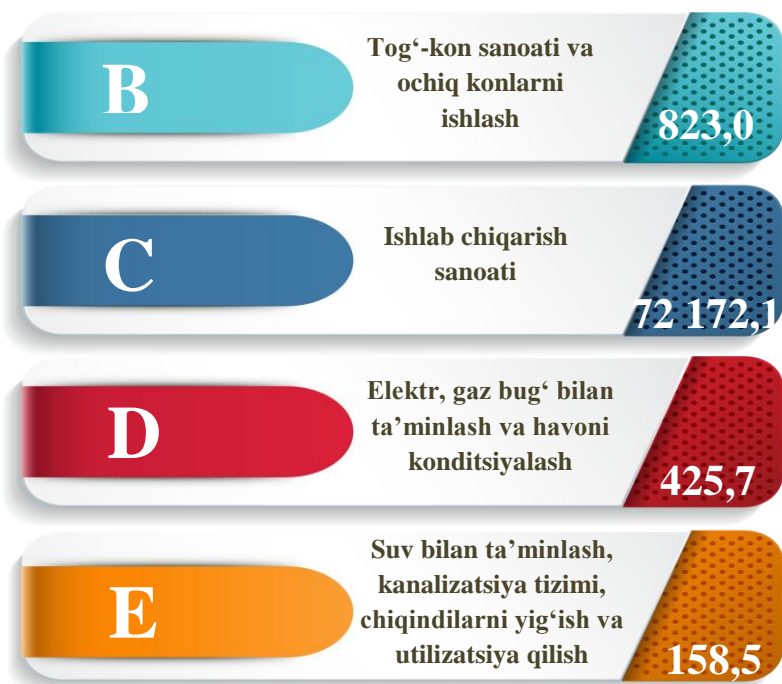 B
Tog‘-kon sanoati va
ochiq konlarni
ishlash
823,0
C
Ishlab chiqarish
sanoati
72 172,1
D
Elektr, gaz bug‘ bilan
ta’minlash va havoni
konditsiyalash
425,7
E
Suv bilan ta’minlash,
kanalizatsiya tizimi,
chiqindilarni yig‘ish va
utilizatsiya qilish
158,5